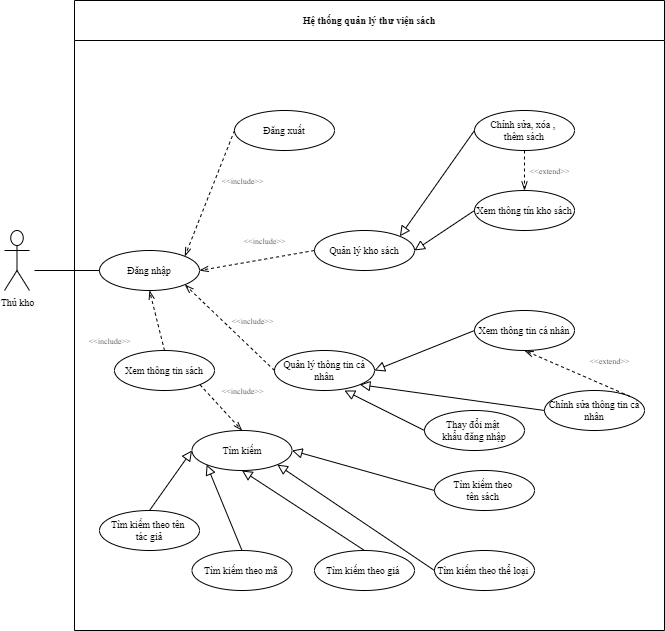 Hệ thống quản lý thư viện sách
Đăng xuất
Chỉnh sửa, xóa ,
thêm sách
<<include>>
<<extend>>
Xem thông tin kho sách
<<include>>
Quản lý kho sách
Đăng nhập
Thủ kho
<<include>>
Xem thông tin cá nhân
<<include>>
<<extend>>
Xem thông tin sách
Quản lý thông tin cá
nhân
<<include>>
Chỉnh sửa thông tin cá
nhân
Thay đổi mật
khẩu đăng nhập
Tìm kiếm
Tìm kiếm theo
tên sách
Tìm kiếm theo tên
tác giả
Tìm kiếm theo mã
Tìm kiếm theo giá
Tìm kiếm theo thể loại